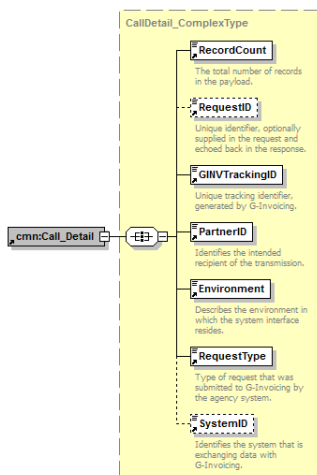 CallDetail_ComplexType
RecordCount
The total number of records
in the payload.
RequestID
Unique identifier, optionally
supplied in the request and
echoed back in the response.
GINVTrackingID
Unique tracking identifier,
generated by G-Invoicing.
cmn:Call_Detail
PartnerID
Identifies the intended
recipient of the transmission.
Environment
Describes the environment in
which the system interface
resides.
RequestType
Type of request that was
submitted to G-Invoicing by
the agency system.
SystemID
Identifies the system that is
exchanging data with
G-Invoicing.